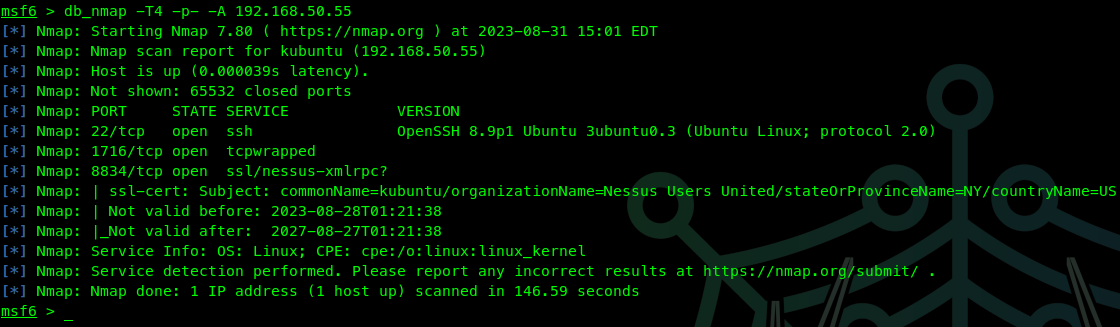 msf6 > db_nmap -T4 -p- -A 192.168.50.55
[*] Nmap: Starting Nmap 7.80 ( https://nmap.org ) at 2023-08-31 15:01 EDT
[*] Nmap: Nmap scan report for kubuntu (192.168.50.55)
[*] Nmap: Host is up (0.000039s latency).
[*] Nmap: Not shown: 65532 closed ports
[*] Nmap: PORT     STATE SERVICE            VERSION
[*] Nmap: 22/tcp   open  ssh                OpenSSH 8.9p1 Ubuntu 3ubuntu0.3 (Ubuntu Linux; protocol 2.0)
[*] Nmap: 1716/tcp open  tcpwrapped
[*] Nmap: 8834/tcp open  ssl/nessus-xmlrpc?
[*] Nmap: | ssl-cert: Subject: commonName=kubuntu/organizationName=Nessus Users United/stateOrProvinceName=NY/countryName=US
[*] Nmap: | Not valid before: 2023-08-28T01:21:38
[*] Nmap: |_Not valid after:  2027-08-27T01:21:38
[*] Nmap: Service Info: OS: Linux; CPE: cpe:/o:linux:linux_kernel
[*] Nmap: Service detection performed. Please report any incorrect results at https://nmap.org/submit/ .
[*] Nmap: Nmap done: 1 IP address (1 host up) scanned in 146.59 seconds
msf6 > _